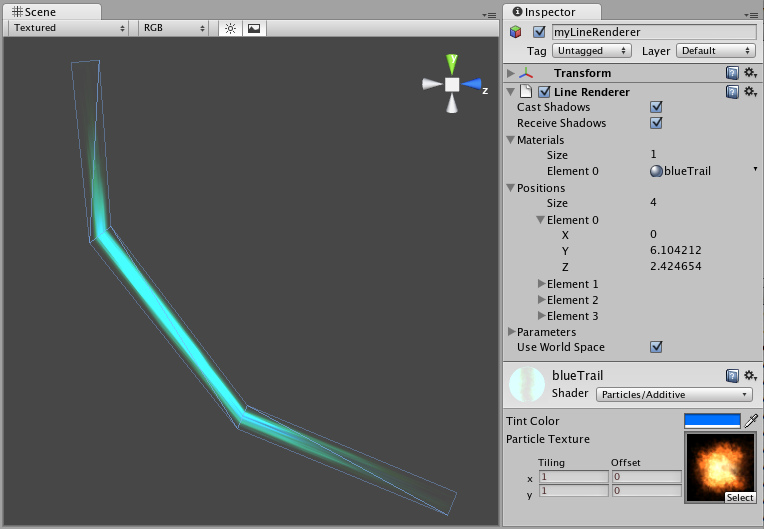 Scene
Textured
RGB
z
Inspector
myLineRenderer
Tag Untagged Layer Default
Transform
Line Renderer
Cast Shadows
Receive Shadows
Materials
Size 1
Element 0 blueTrail
Positions
Size 4
Element 0
X 0
Y 6.104212
Z 2.424654
Element 1
Element 2
Element 3
Parameters
Use World Space
blueTrail
Shader Particles/Additive
Tint Color
Particle Texture
Tiling Offset
x 1 0
y 1 0
Select